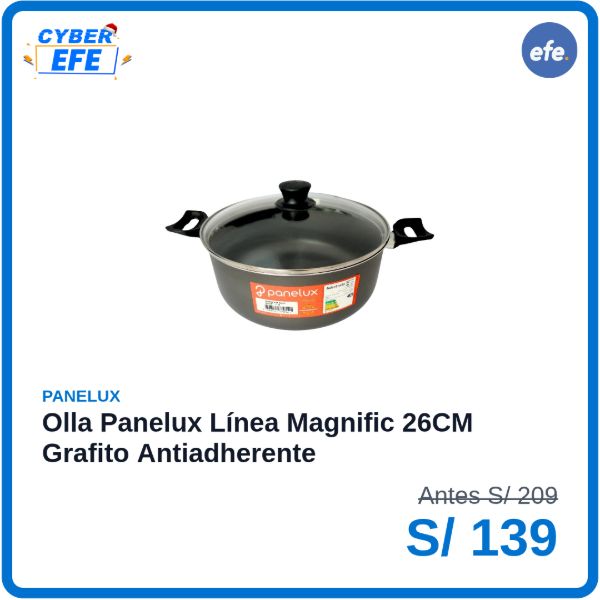 CYBER
EFE
efe.
panelux
PANELUX
Olla Panelux Línea Magnific 26CM
Grafito Antiadherente
Antes S/ 209
S/ 139